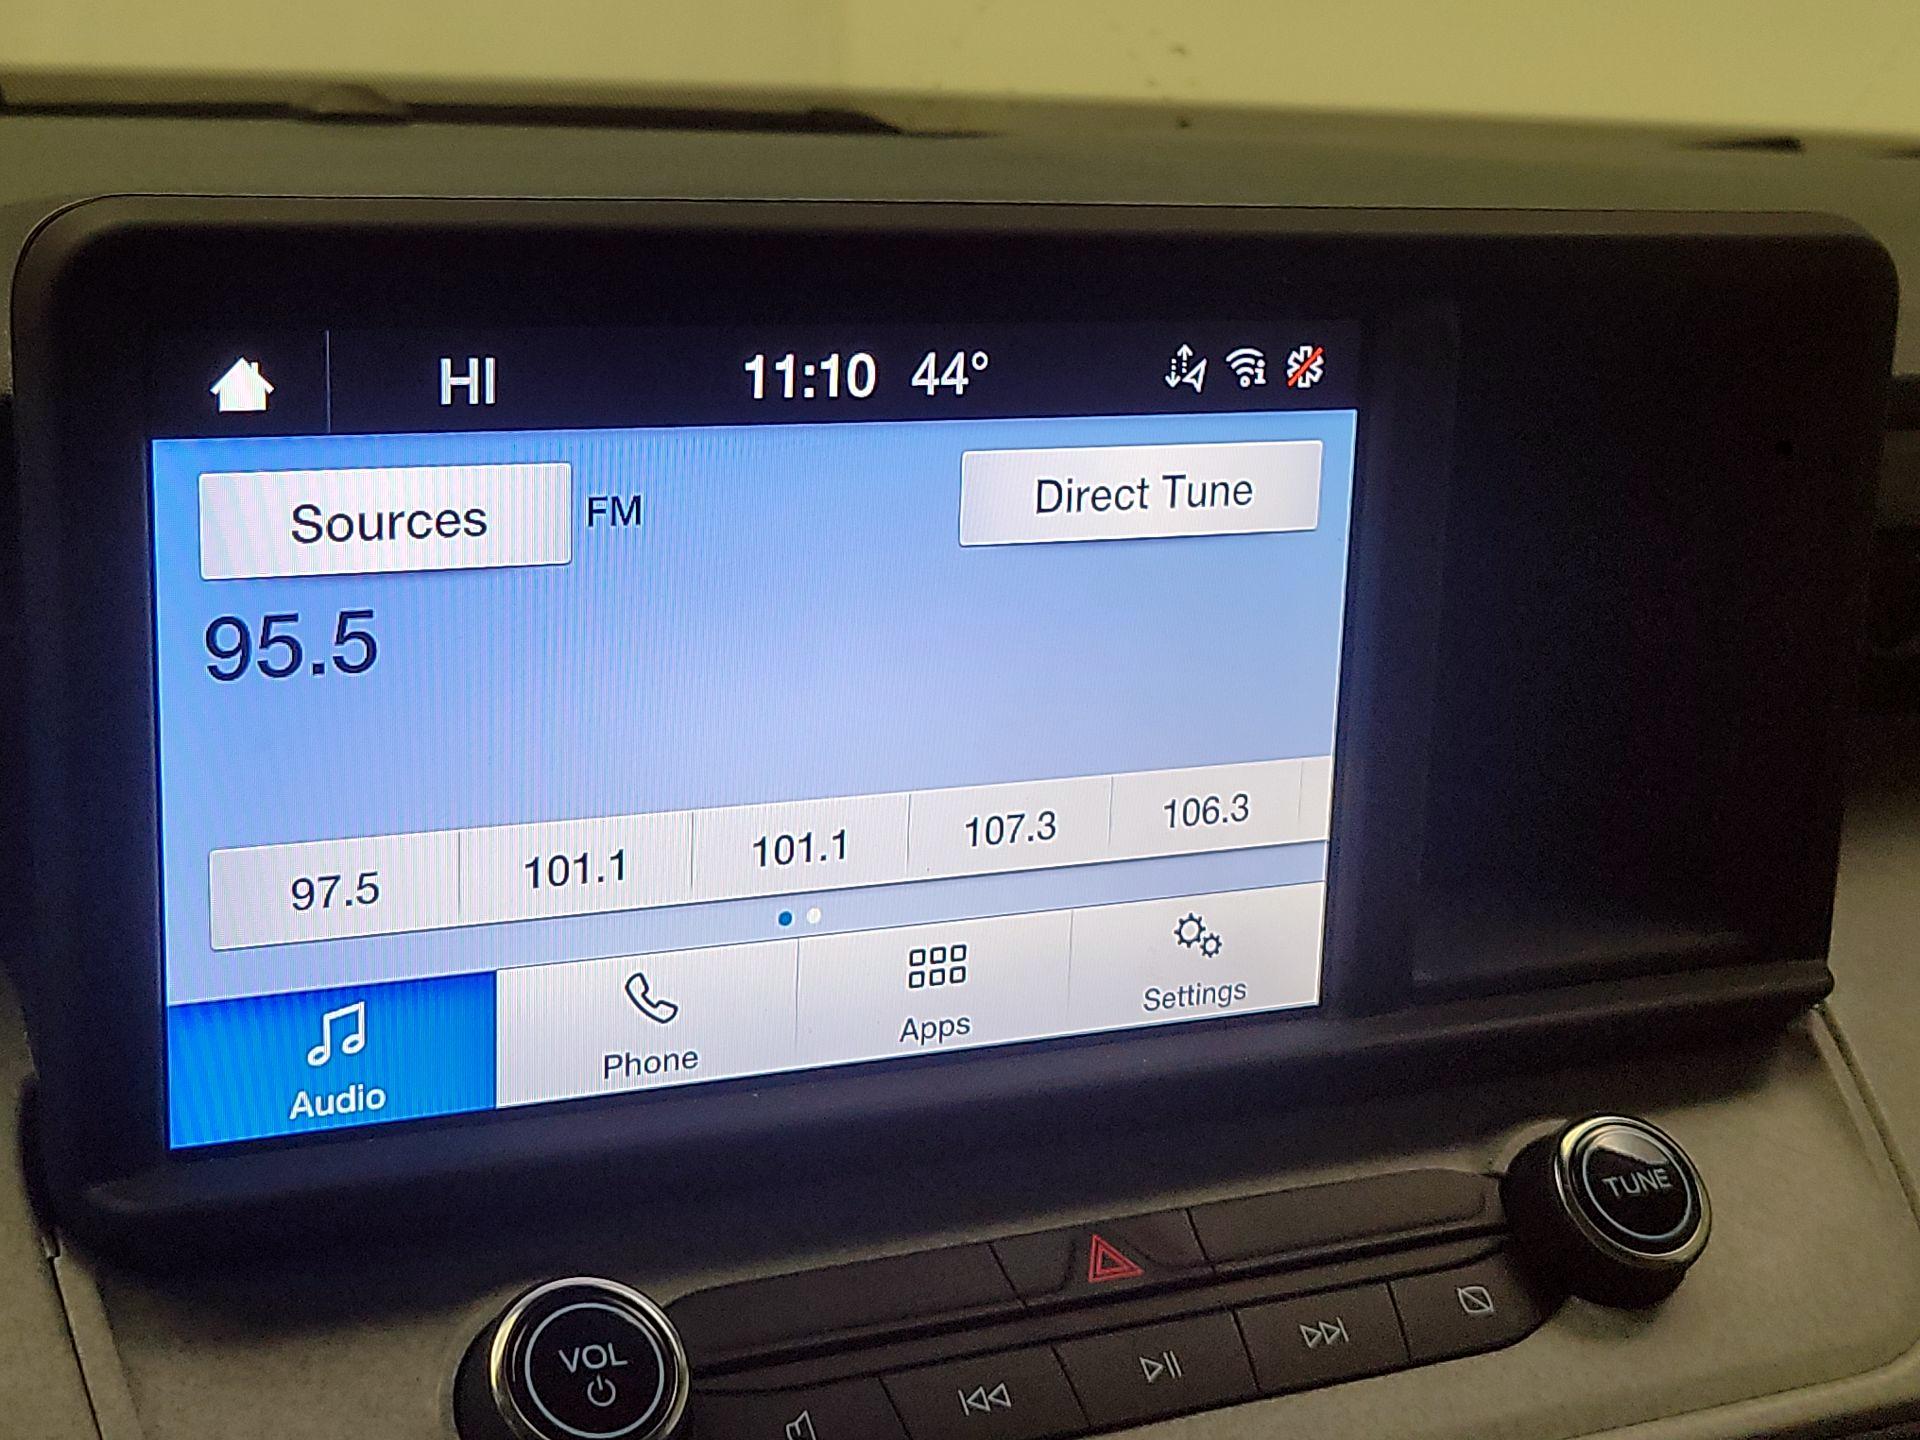 HI 11:10 44°
Sources FM Direct Tune
95.5
97.5 101.1 101.1 107.3 106.3
Audio Phone Apps Settings
TUNE
VOL